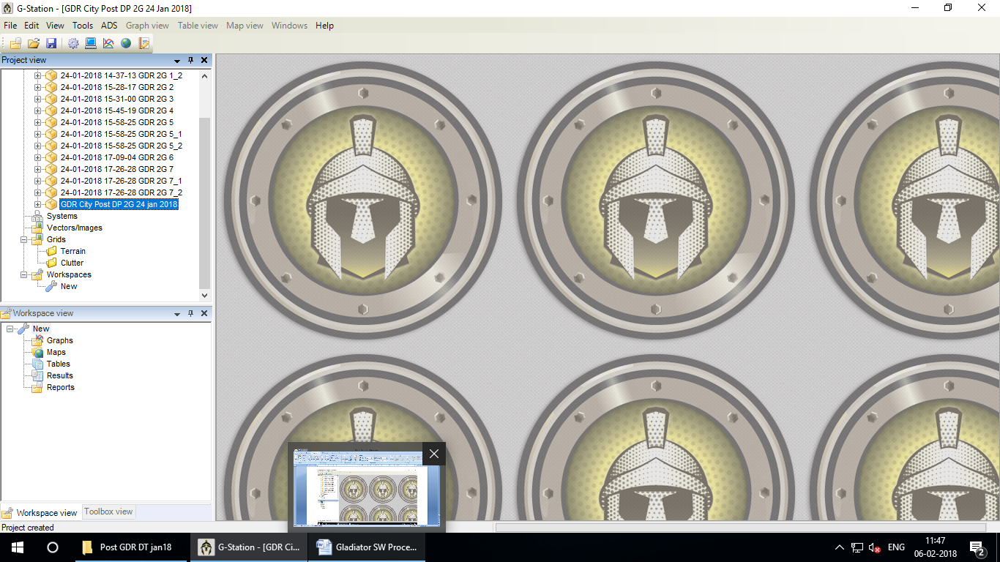 G-Station - [GDR City Post DP 2G 24 Jan 2018]
File Edit View Tools ADS Graph view Table view Map view Windows Help
Project view
24-01-2018 14-37-13 GDR 2G 1_2
24-01-2018 15-28-17 GDR 2G 2
24-01-2018 15-31-00 GDR 2G 3
24-01-2018 15-45-19 GDR 2G 4
24-01-2018 15-58-25 GDR 2G 5
24-01-2018 15-58-25 GDR 2G 5_1
24-01-2018 15-58-25 GDR 2G 5_2
24-01-2018 17-09-04 GDR 2G 6
24-01-2018 17-26-28 GDR 2G 7
24-01-2018 17-26-28 GDR 2G 7_1
24-01-2018 17-26-28 GDR 2G 7_2
GDR City Post DP 2G 24 jan 2018
Systems
Vectors/Images
Grids
Terrain
Clutter
Workspaces
New
Workspace view
New
Graphs
Maps
Tables
Results
Reports
Workspace view Toolbox view
Project created
Post GDR DT jan18
G-Station - [GDR Ci...
Gladiator SW Proce...
ENG
11:47
06-02-2018
2